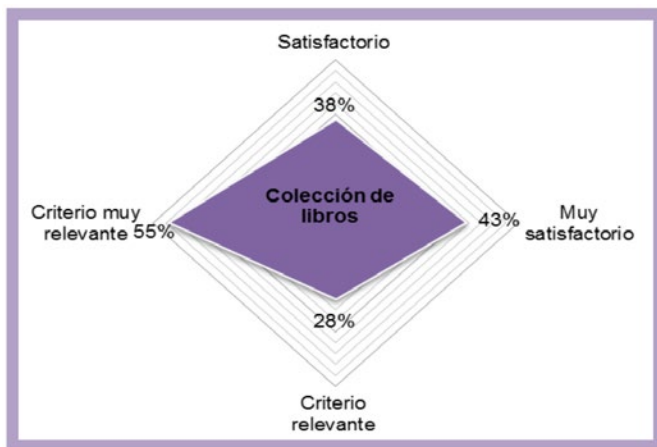 Satisfactorio
38%
Colección de
libros
Criterio muy
relevante 55%
43% Muy
satisfactorio
28%
Criterio
relevante